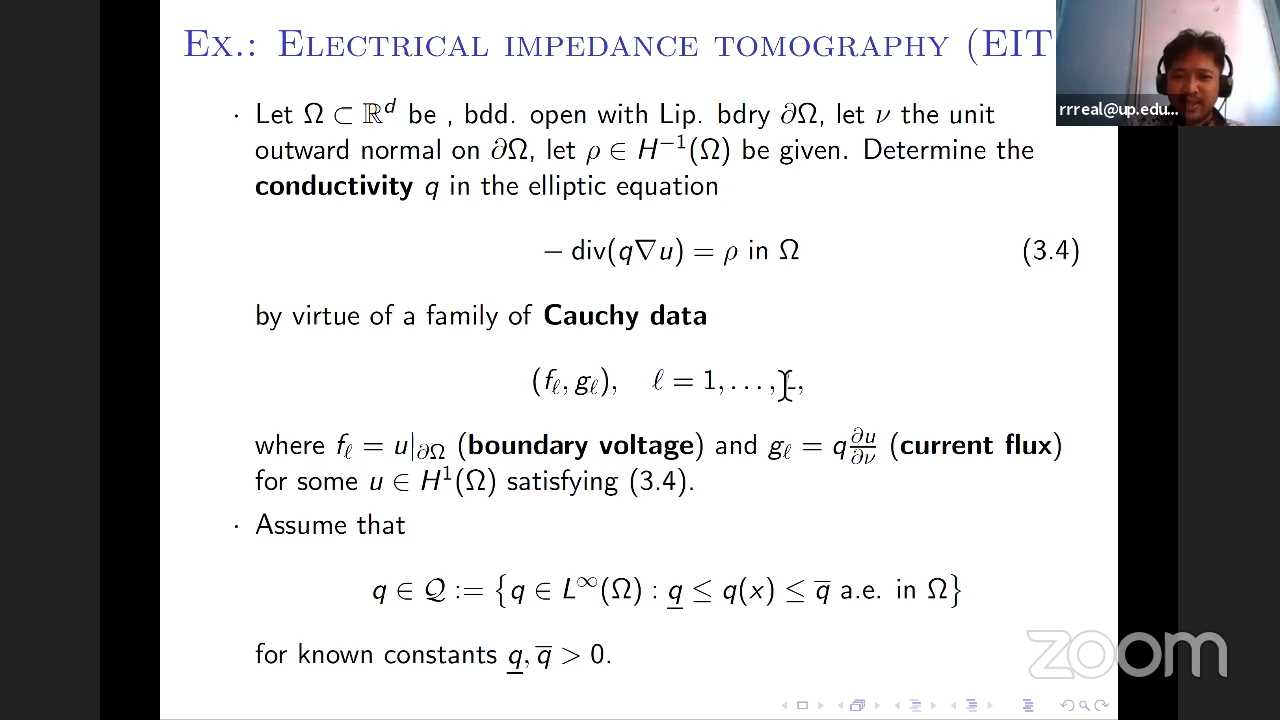 EX.: ELECTRICAL IMPEDANCE TOMOGRAPHY (EIT
rrreal@up.edu...
· Let Ω ⊂ ℝᵈ be , bdd. open with Lip. bdry ∂Ω, let ν the unit
outward normal on ∂Ω, let ρ ∈ H⁻¹(Ω) be given. Determine the
conductivity q in the elliptic equation
− div(q∇u) = ρ in Ω (3.4)
by virtue of a family of Cauchy data
(f_ℓ, g_ℓ), ℓ = 1, . . . , ,
where f_ℓ = u|_∂Ω (boundary voltage) and g_ℓ = q ∂u/∂ν (current flux)
for some u ∈ H¹(Ω) satisfying (3.4).
· Assume that
q ∈ 𝒬 := {q ∈ L^∞(Ω) : q̲ ≤ q(x) ≤ q̅ a.e. in Ω}
for known constants q̲, q̅ > 0.
zoom